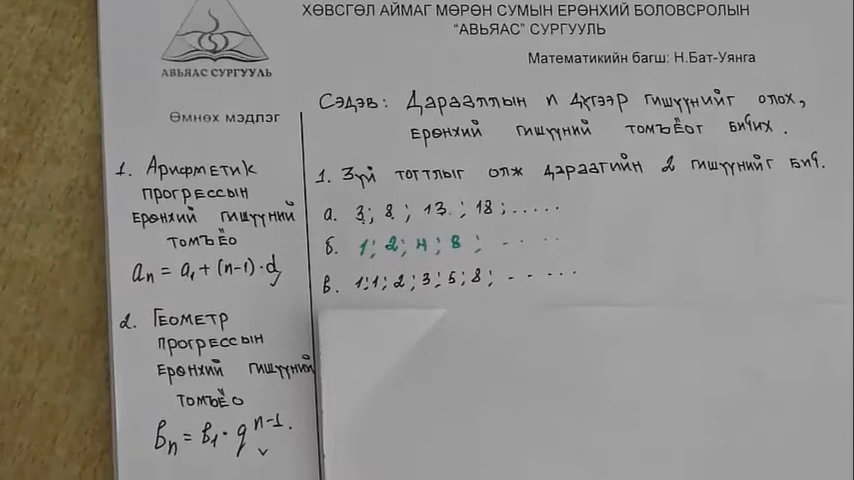 ХӨВСГӨЛ АЙМАГ МӨРӨН СУМЫН ЕРӨНХИЙ БОЛОВСРОЛЫН
"АВЬЯАС" СУРГУУЛЬ
Математикийн багш: Н.Бат-Уянга
АВЬЯАС СУРГУУЛЬ
Өмнөх мэдлэг
1. Арифметик
прогрессын
ерөнхий гишүүний
томъёо
aₙ = a₁ + (n-1)·d
2. Геометр
прогрессын
ерөнхий гишүүний
томъёо
bₙ = b₁·qⁿ⁻¹.
Сэдэв: Дарааллын n дүгээр гишүүнийг олох,
ерөнхий гишүүний томъёог бичих.
1. Зүй тогтлыг олж дараагийн 2 гишүүнийг бич.
а. 3; 8; 13; 18; .....
б. 1; 2; 4; 8; ....
в. 1; 1; 2; 3; 5; 8; ......